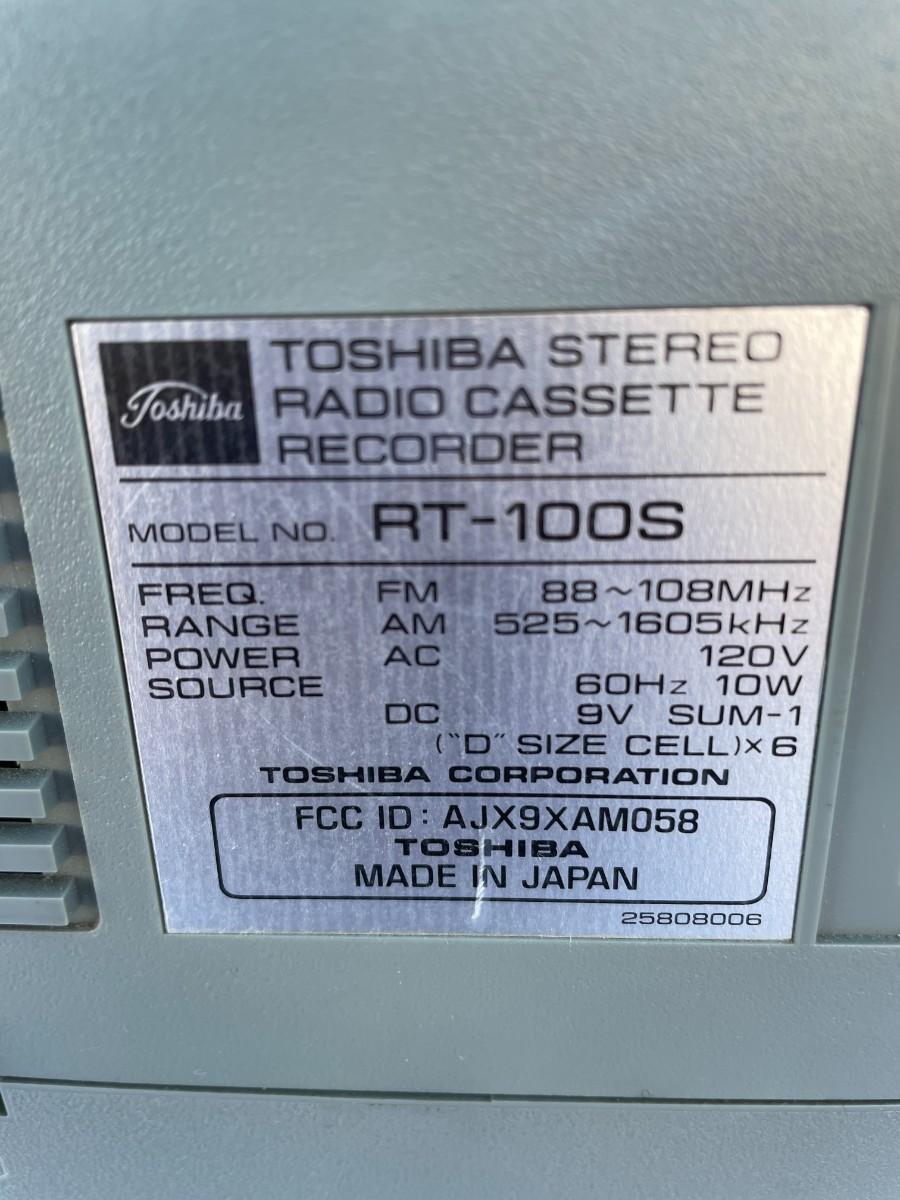 Toshiba
TOSHIBA STEREO
RADIO CASSETTE
RECORDER
MODEL NO. RT-100S
FREQ. FM 88~108MHz
RANGE AM 525~1605kHz
POWER AC 120V
SOURCE 60Hz 10W
DC 9V SUM-1
("D" SIZE CELL)×6
TOSHIBA CORPORATION
FCC ID: AJX9XAM058
TOSHIBA
MADE IN JAPAN
25808006